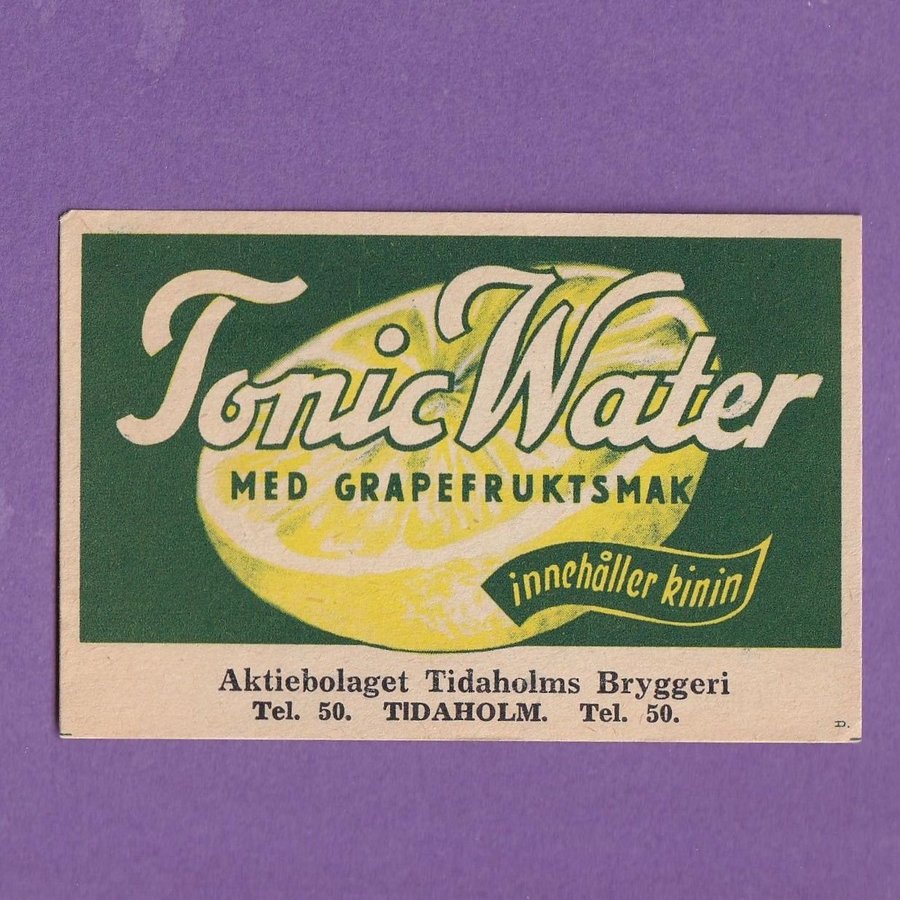 Tonic Water
MED GRAPEFRUKTSMAK
innehåller kinin
Aktiebolaget Tidaholms Bryggeri
Tel. 50. TIDAHOLM. Tel. 50.
D.